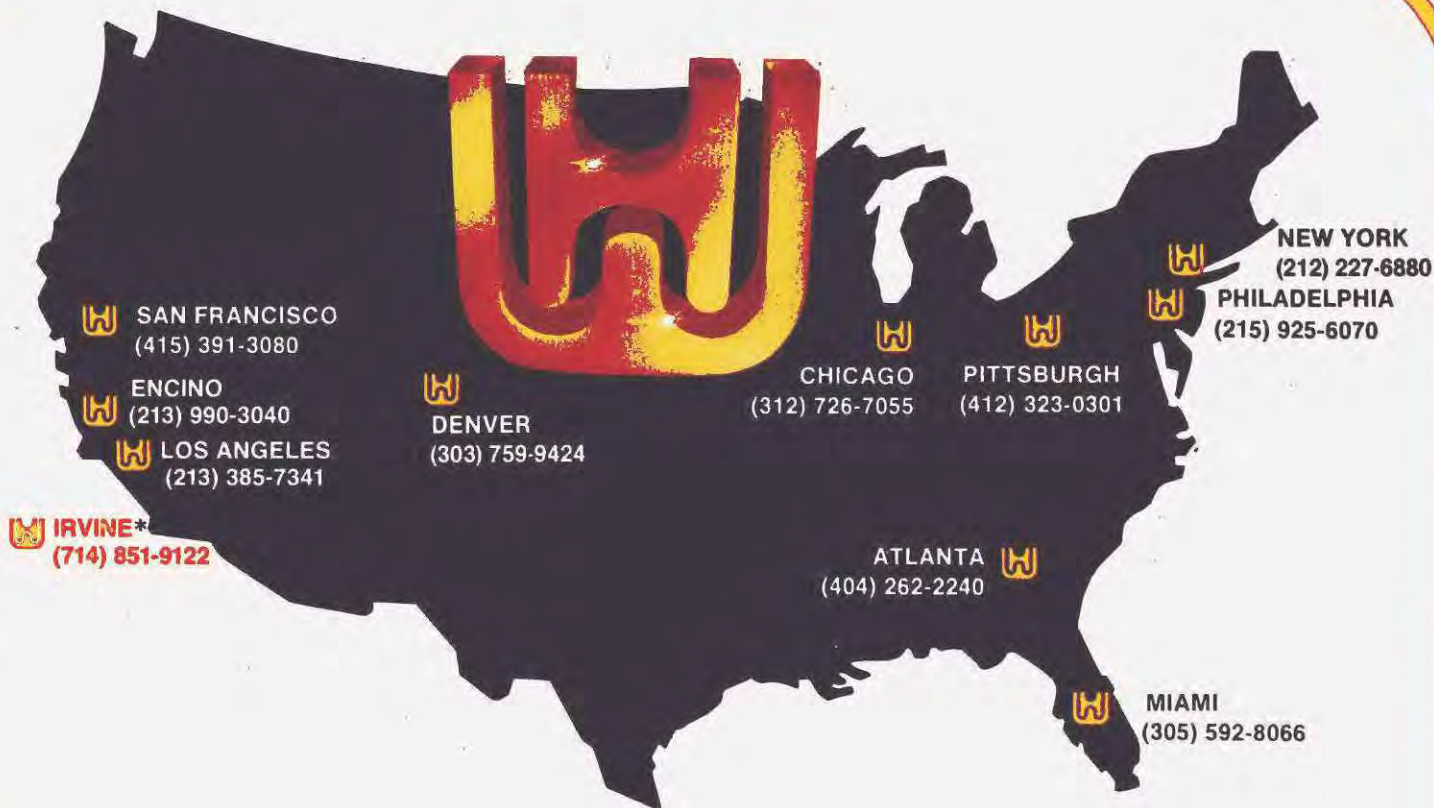 NEW YORK
(212) 227-6880
PHILADELPHIA
(215) 925-6070
SAN FRANCISCO
(415) 391-3080
CHICAGO
(312) 726-7055
PITTSBURGH
(412) 323-0301
ENCINO
(213) 990-3040
DENVER
(303) 759-9424
LOS ANGELES
(213) 385-7341
IRVINE*
(714) 851-9122
ATLANTA
(404) 262-2240
MIAMI
(305) 592-8066